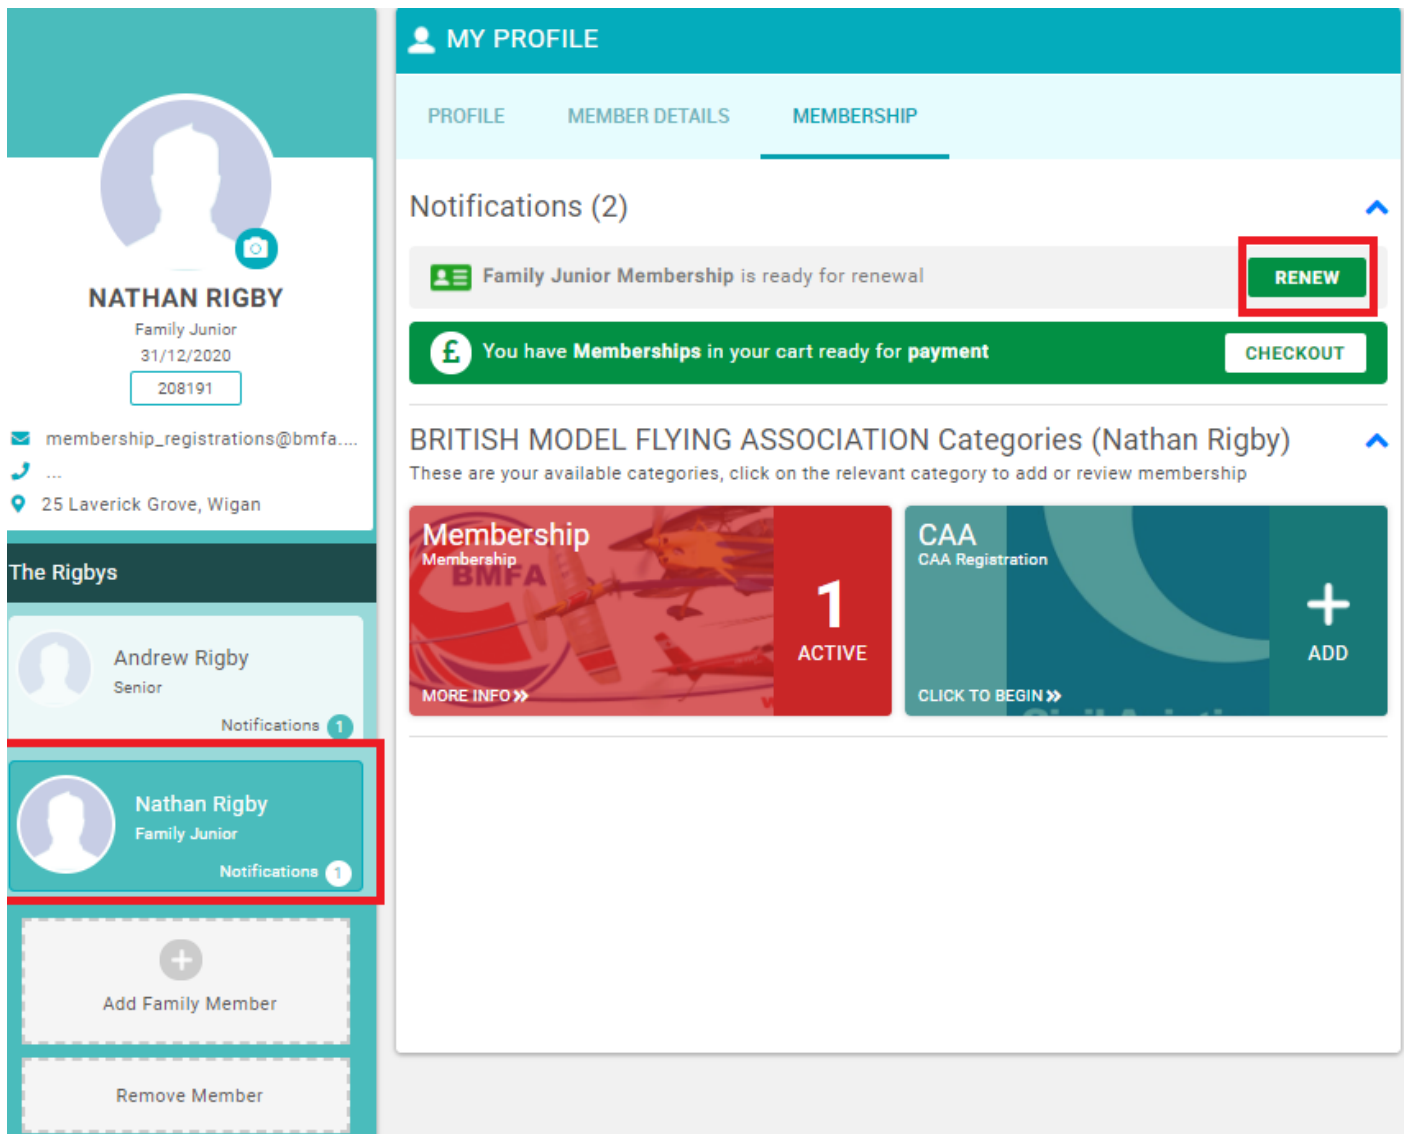 MY PROFILE
PROFILE
MEMBER DETAILS
MEMBERSHIP
NATHAN RIGBY
Family Junior
31/12/2020
208191
membership_registrations@bmfa....
...
25 Laverick Grove, Wigan
The Rigbys
Andrew Rigby
Senior
Notifications 1
Nathan Rigby
Family Junior
Notifications 1
Add Family Member
Remove Member
Notifications (2)
Family Junior Membership is ready for renewal
RENEW
£ You have Memberships in your cart ready for payment
CHECKOUT
BRITISH MODEL FLYING ASSOCIATION Categories (Nathan Rigby)
These are your available categories, click on the relevant category to add or review membership
Membership
Membership
BMFA
1
ACTIVE
MORE INFO
CAA
CAA Registration
+
ADD
CLICK TO BEGIN